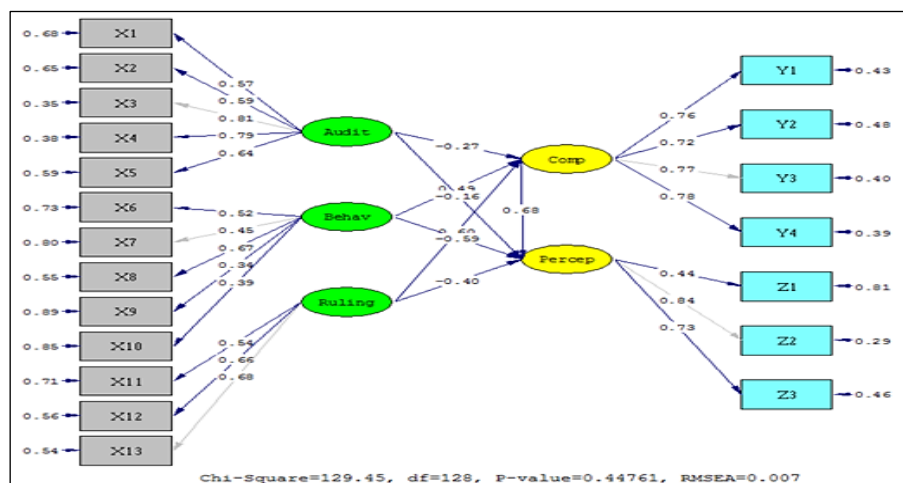 0.68 X1
0.65 X2
0.35 X3
0.38 X4
0.59 X5
0.73 X6
0.80 X7
0.55 X8
0.89 X9
0.85 X10
0.71 X11
0.56 X12
0.54 X13
0.57
0.59
0.81
0.79
0.64
0.52
0.45
0.67
0.34
0.39
0.54
0.66
0.68
Audit
Behav
Ruling
-0.27
-0.16
-0.59
-0.40
0.68
Comp
Percep
0.76
0.72
0.77
0.78
0.44
0.84
0.73
Y1 0.43
Y2 0.48
Y3 0.40
Y4 0.39
Z1 0.81
Z2 0.29
Z3 0.46
Chi-Square=129.45, df=128, P-value=0.44761, RMSEA=0.007